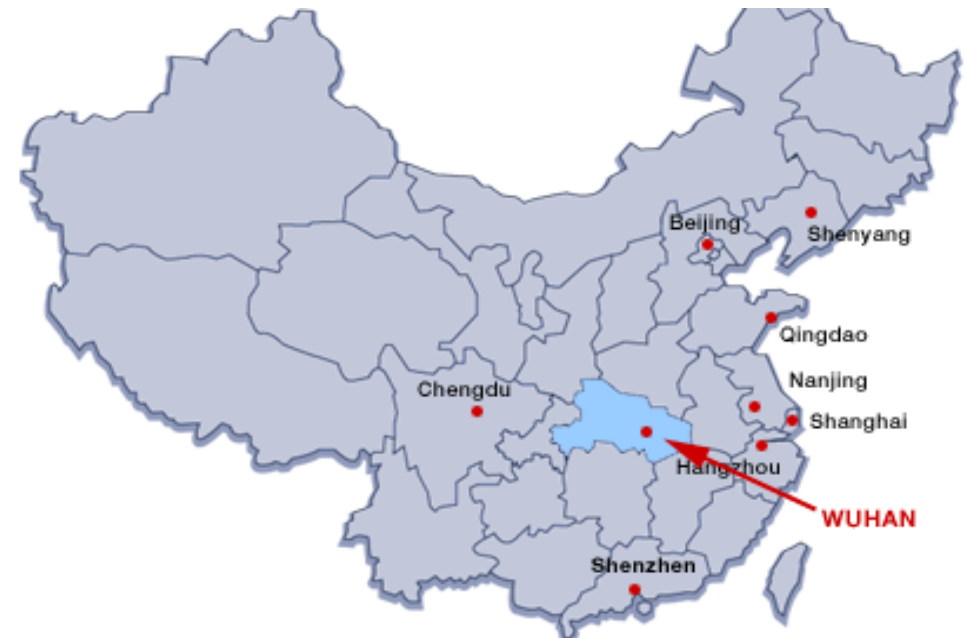 Beijing
Shenyang
Qingdao
Nanjing
Chengdu
Shanghai
Hangzhou
WUHAN
Shenzhen